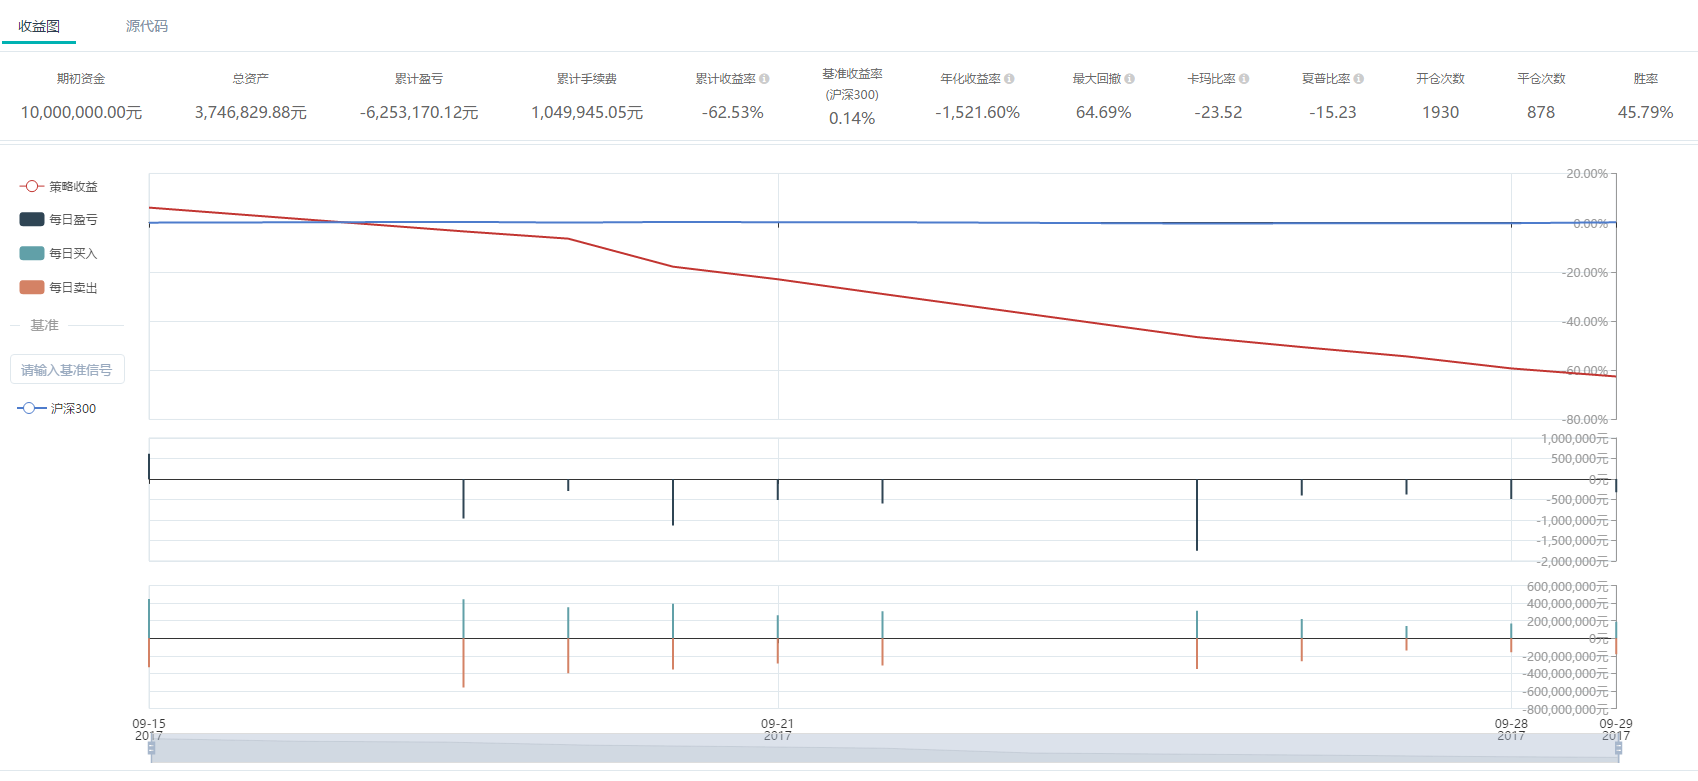 收益图
源代码
期初资金
总资产
累计盈亏
累计手续费
累计收益率
基准收益率
(沪深300)
年化收益率
最大回撤
卡玛比率
夏普比率
开仓次数
平仓次数
胜率
10,000,000.00元
3,746,829.88元
-6,253,170.12元
1,049,945.05元
-62.53%
0.14%
-1,521.60%
64.69%
-23.52
-15.23
1930
878
45.79%
策略收益
每日盈亏
每日买入
每日卖出
基准
请输入基准信号
沪深300
20.00%
0.00%
-20.00%
-40.00%
-60.00%
-80.00%
1,000,000元
500,000元
0元
-500,000元
-1,000,000元
-1,500,000元
-2,000,000元
600,000,000元
400,000,000元
200,000,000元
0元
-200,000,000元
-400,000,000元
-600,000,000元
-800,000,000元
09-15
2017
09-21
2017
09-28
2017
09-29
2017